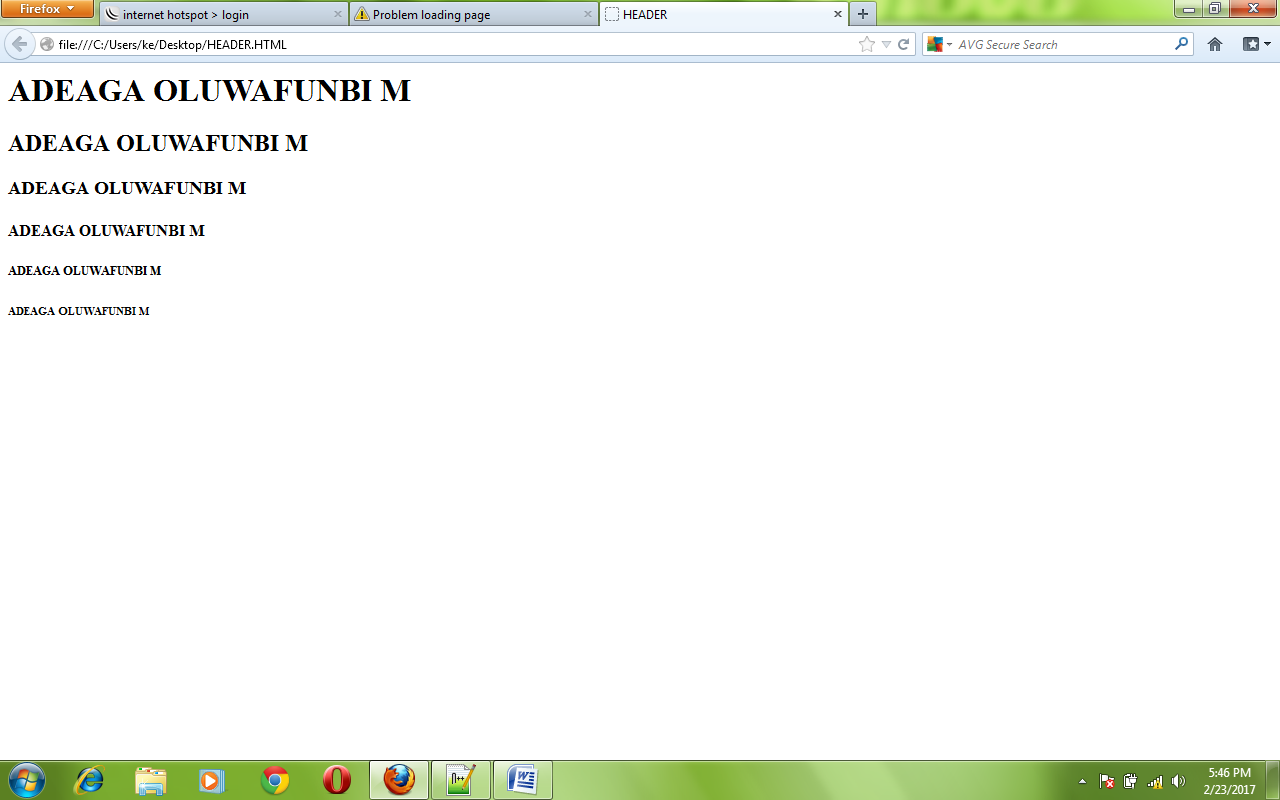 Firefox
internet hotspot > login
Problem loading page
HEADER
file:///C:/Users/ke/Desktop/HEADER.HTML
AVG Secure Search
ADEAGA OLUWAFUNBI M
ADEAGA OLUWAFUNBI M
ADEAGA OLUWAFUNBI M
ADEAGA OLUWAFUNBI M
ADEAGA OLUWAFUNBI M
ADEAGA OLUWAFUNBI M
5:46 PM
2/23/2017